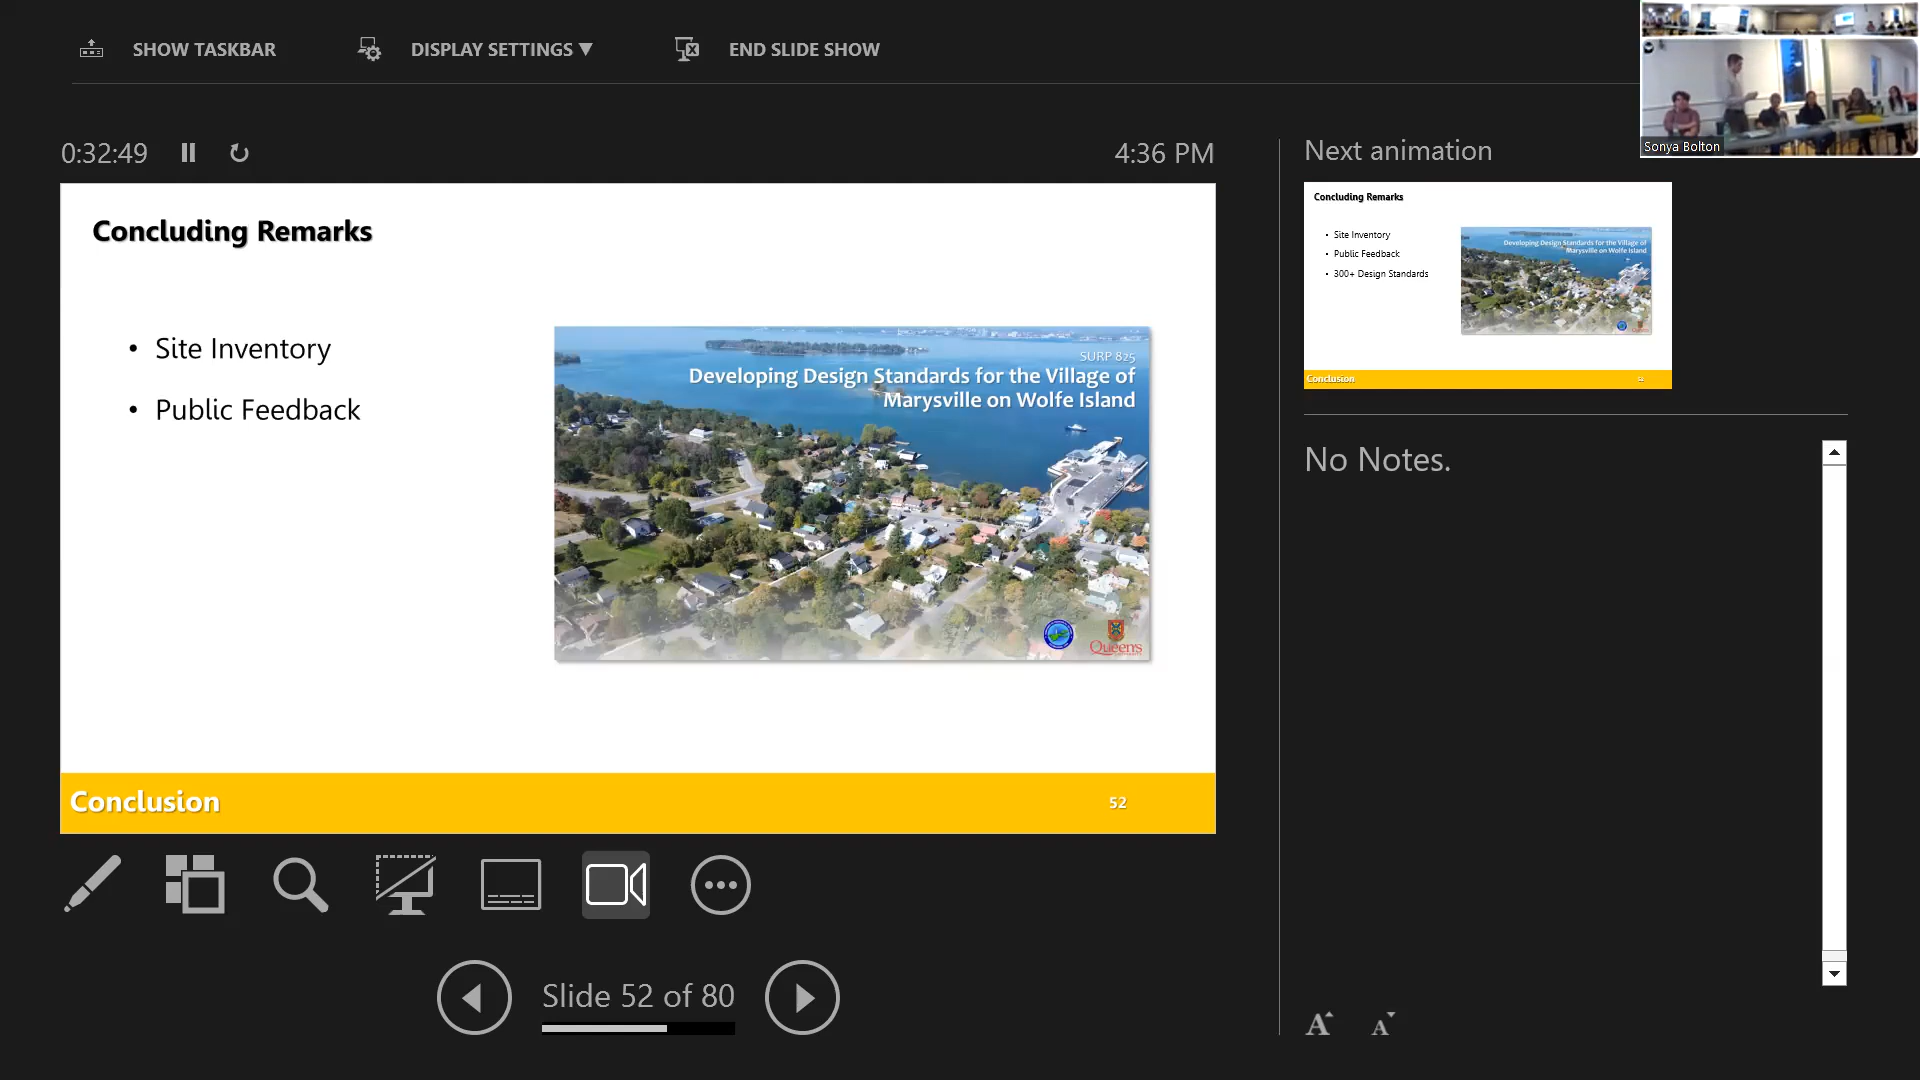 SHOW TASKBAR
DISPLAY SETTINGS ▼
END SLIDE SHOW
Sonya Bolton
0:32:49
4:36 PM
Concluding Remarks
• Site Inventory
• Public Feedback
SURP 825
Developing Design Standards for the Village of
Marysville on Wolfe Island
Queen's
Conclusion
52
Slide 52 of 80
Next animation
Concluding Remarks
• Site Inventory
• Public Feedback
• 300+ Design Standards
Developing Design Standards for the Village of
Marysville on Wolfe Island
Conclusion
No Notes.
A
A